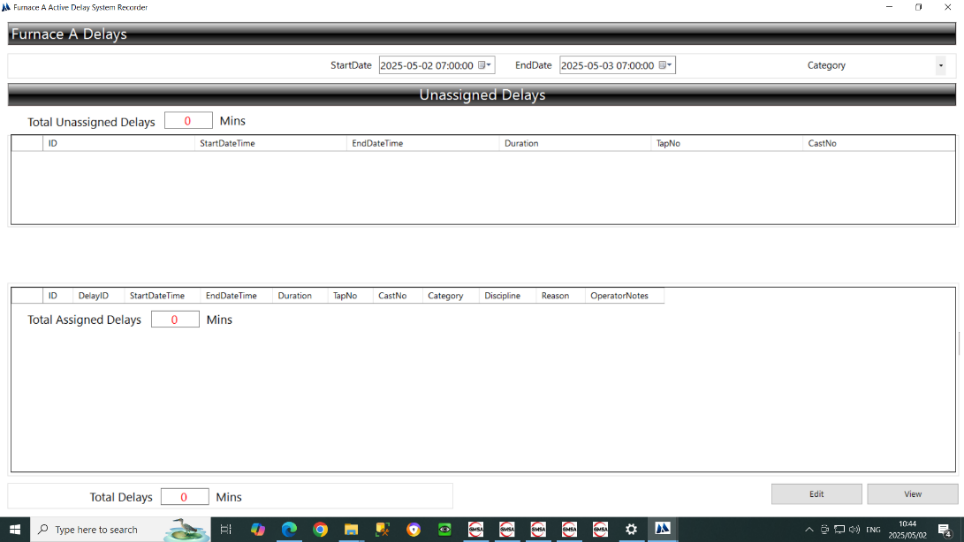 Furnace A Active Delay System Recorder
Furnace A Delays
StartDate 2025-05-02 07:00:00 EndDate 2025-05-03 07:00:00 Category
Unassigned Delays
Total Unassigned Delays 0 Mins
ID StartDateTime EndDateTime Duration TapNo CastNo
ID DelayID StartDateTime EndDateTime Duration TapNo CastNo Category Discipline Reason OperatorNotes
Total Assigned Delays 0 Mins
Total Delays 0 Mins
Edit View
Type here to search
ENG
10:44
2025/05/02
4